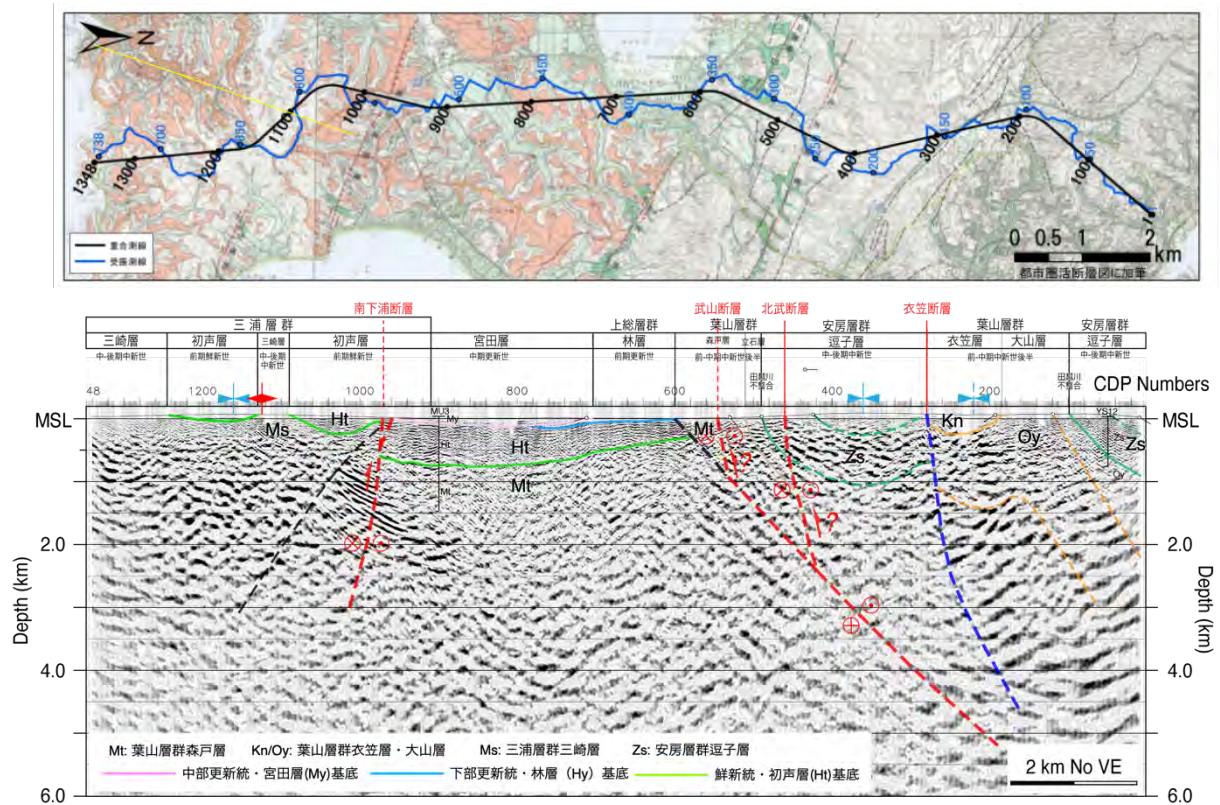 N
1348
738
1300
700
1200
650
1100
600
1000
900
500
800
450
700
400
600
350
500
300
250
400
200
300
150
200
100
100
50
1
重合測線
受振測線
0 0.5 1 2
km
都市圏活断層図に加筆
南下浦断層
武山断層
北武断層
衣笠断層
三浦層群
上総層群
葉山層群
安房層群
葉山層群
安房層群
三崎層
初声層
三崎層
初声層
宮田層
林層
森戸層
立石層
逗子層
衣笠層
大山層
逗子層
中-後期中新世
前期鮮新世
中-後期
中新世
前期鮮新世
中期更新世
前期更新世
前-中期中新世後半
中-後期中新世
前-中期中新世後半
中-後期中新世
田越川
不整合
田越川
不整合
48
1200
1000
800
600
400
200
CDP Numbers
MSL
MSL
Ms
Ht
MU3
My
Ht
Ht
Mt
Mt
Mt
Zs
Kn
Oy
YS12
Zs
Zs
Oy
?
?
2.0
2.0
4.0
4.0
6.0
6.0
Depth (km)
Depth (km)
Mt: 葉山層群森戸層
Kn/Oy: 葉山層群衣笠層・大山層
Ms: 三浦層群三崎層
Zs: 安房層群逗子層
中部更新統・宮田層(My)基底
下部更新統・林層（Hy）基底
鮮新統・初声層(Ht)基底
2 km No VE